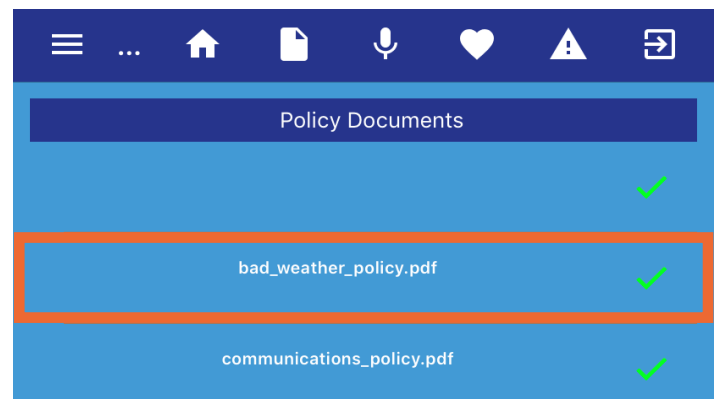 ...
Policy Documents
bad_weather_policy.pdf
communications_policy.pdf